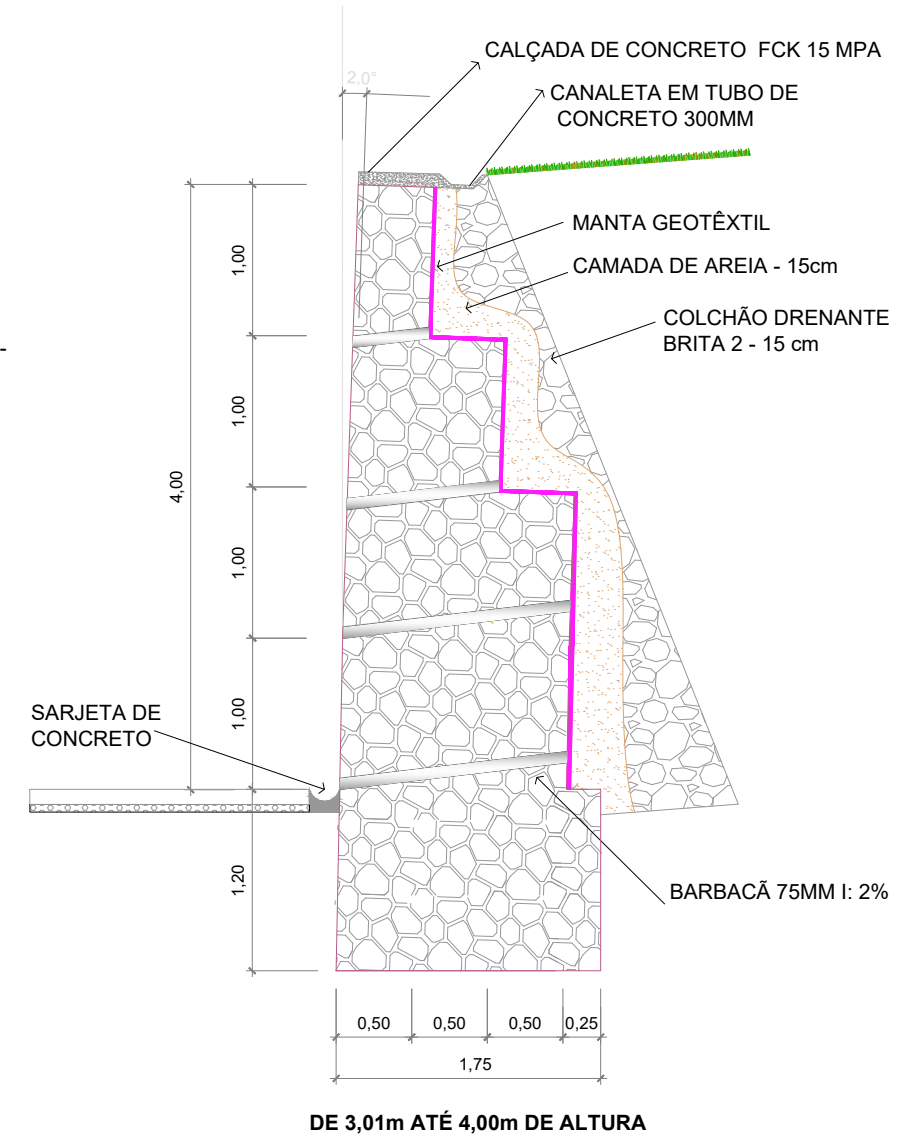 CALÇADA DE CONCRETO FCK 15 MPA
2,0°
CANALETA EM TUBO DE
CONCRETO 300MM
MANTA GEOTÊXTIL
CAMADA DE AREIA - 15cm
COLCHÃO DRENANTE
BRITA 2 - 15 cm
1,00
1,00
4,00
1,00
1,00
SARJETA DE
CONCRETO
1,20
BARBACÃ 75MM I: 2%
0,50 0,50 0,50 0,25
1,75
DE 3,01m ATÉ 4,00m DE ALTURA